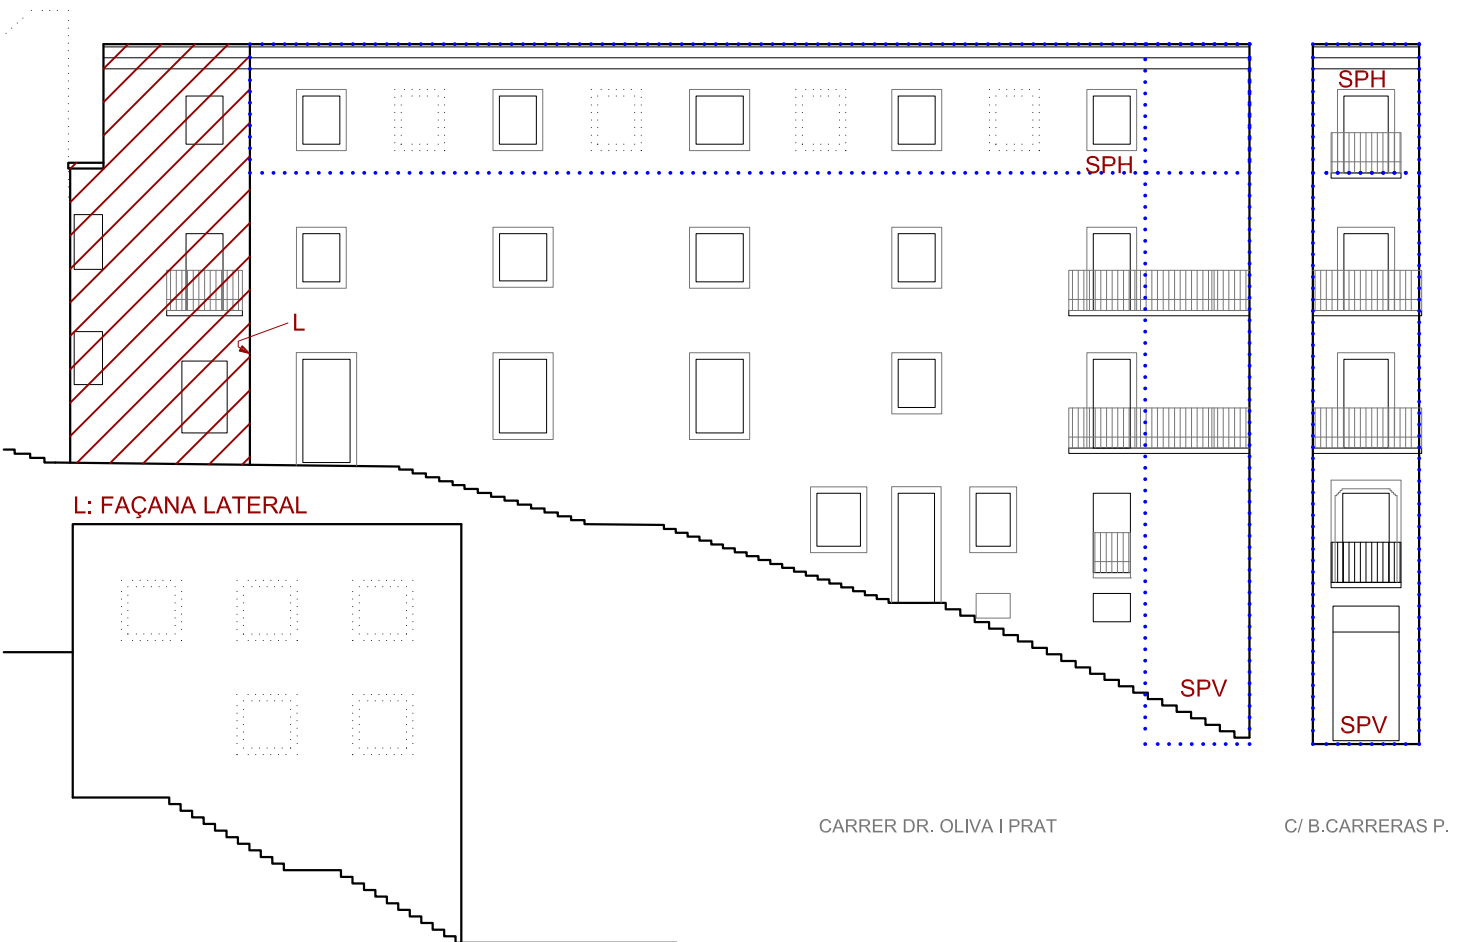 SPH
SPH
L
L: FAÇANA LATERAL
SPV
SPV
CARRER DR. OLIVA I PRAT
C/ B.CARRERAS P.